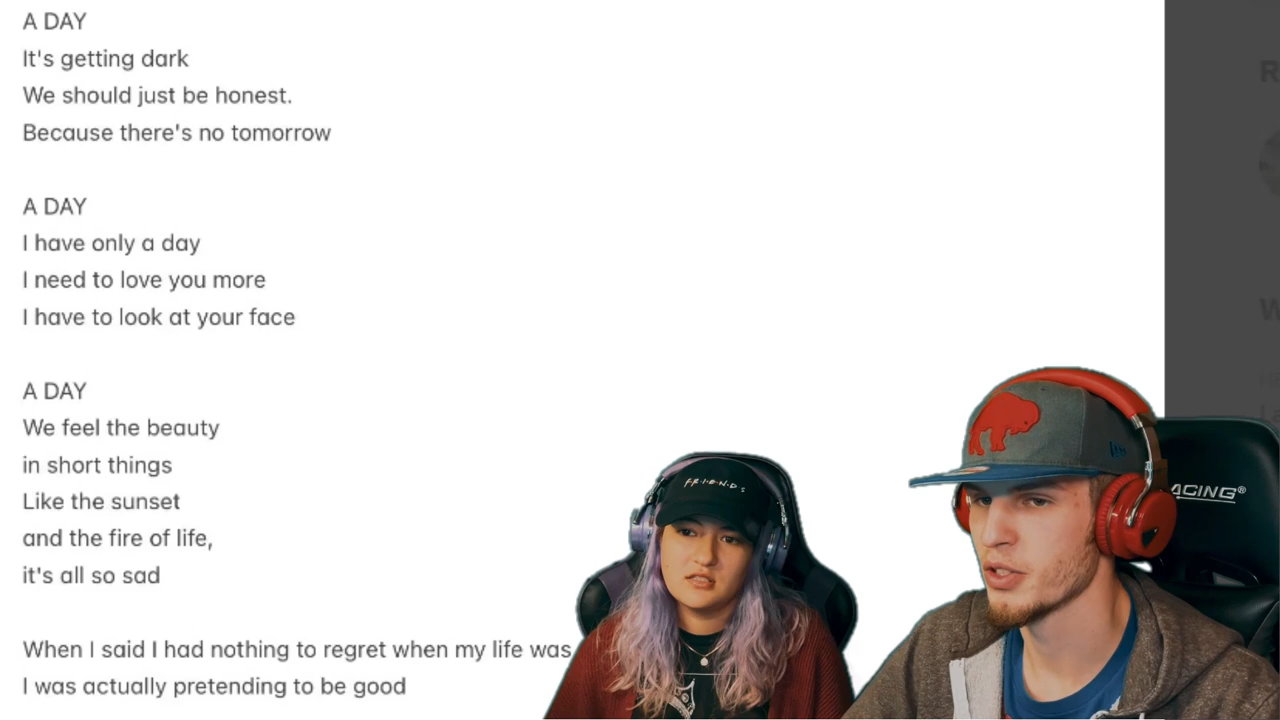 A DAY
It's getting dark
We should just be honest.
Because there's no tomorrow
A DAY
I have only a day
I need to love you more
I have to look at your face
A DAY
We feel the beauty
in short things
Like the sunset
and the fire of life,
it's all so sad
When I said I had nothing to regret when my life was
I was actually pretending to be good
F·R·I·E·N·D·S
ACING®